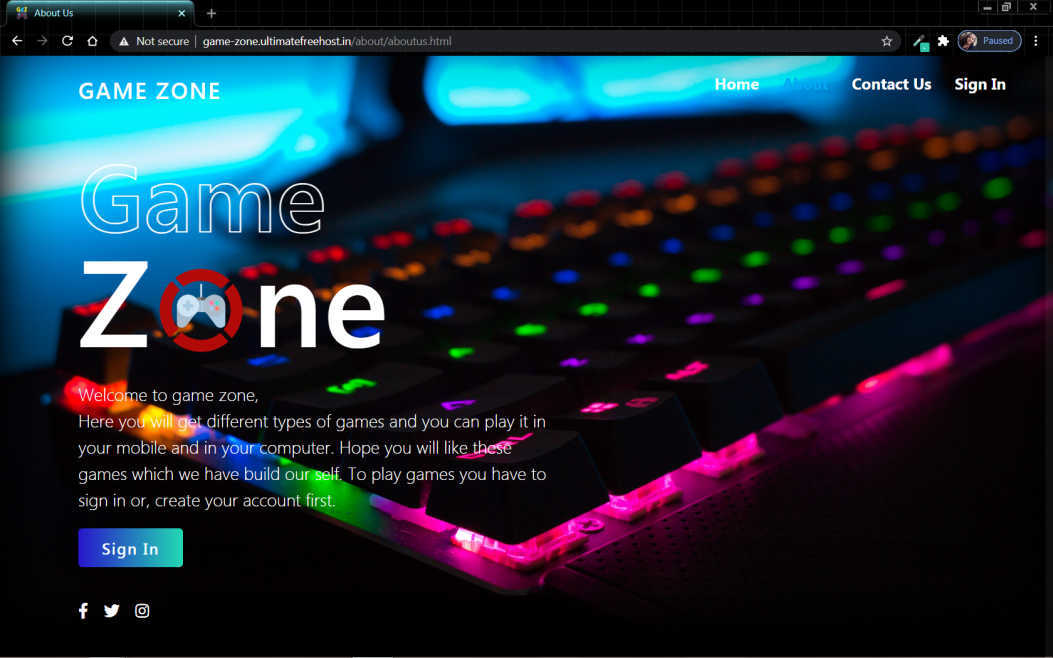 About Us
Not secure | game-zone.ultimatefreehost.in/about/aboutus.html
Paused
GAME ZONE
Home About Contact Us Sign In
Game
Zone
Welcome to game zone,
Here you will get different types of games and you can play it in
your mobile and in your computer. Hope you will like these
games which we have build our self. To play games you have to
sign in or, create your account first.
Sign In